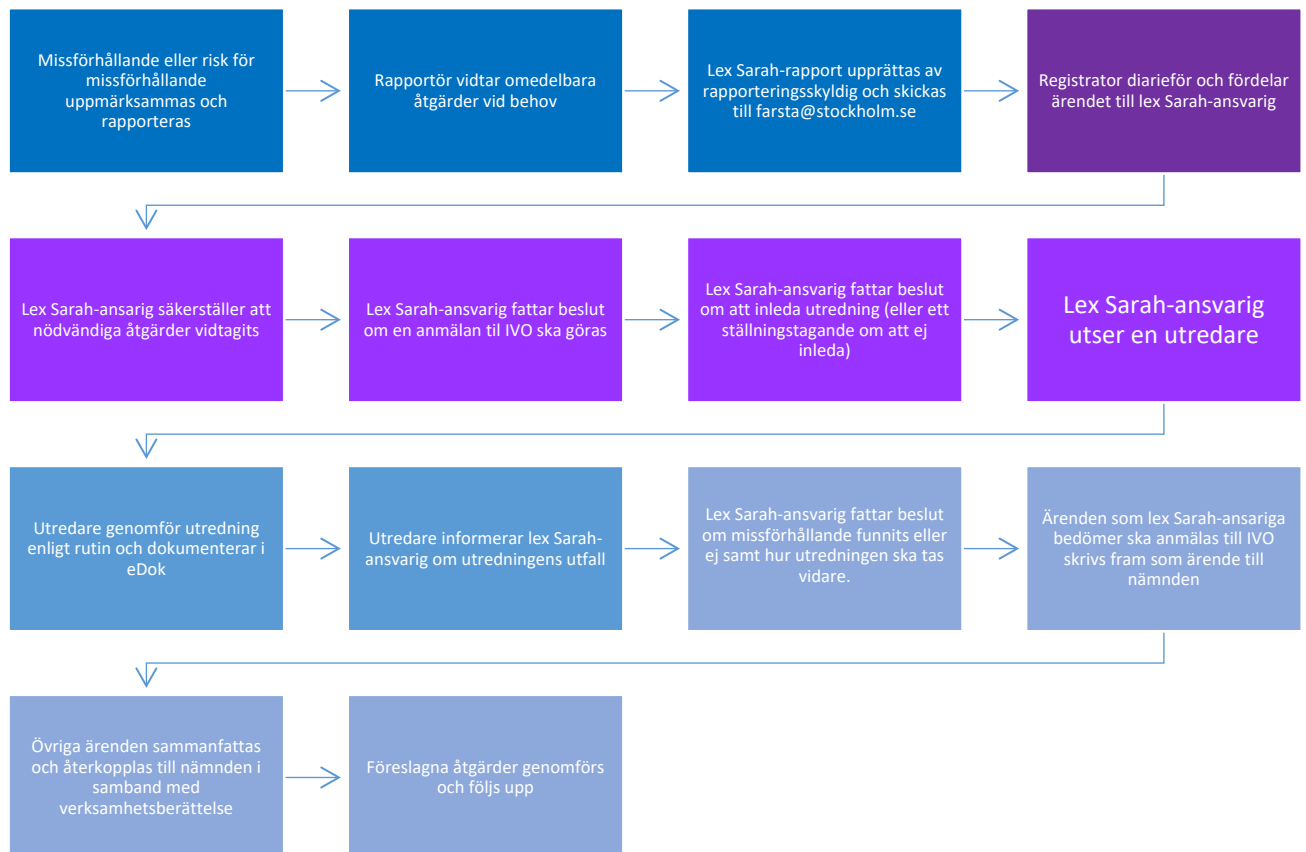 Missförhållande eller risk för
missförhållande
uppmärksammas och
rapporteras
Rapportör vidtar omedelbara
åtgärder vid behov
Lex Sarah-rapport upprättas av
rapporteringsskyldig och skickas
till farsta@stockholm.se
Registrator diarieför och fördelar
ärendet till lex Sarah-ansvarig
Lex Sarah-ansarig säkerställer att
nödvändiga åtgärder vidtagits
Lex Sarah-ansvarig fattar beslut
om en anmälan til IVO ska göras
Lex Sarah-ansvarig fattar beslut
om att inleda utredning (eller ett
ställningstagande om att ej
inleda)
Lex Sarah-ansvarig
utser en utredare
Utredare genomför utredning
enligt rutin och dokumenterar i
eDok
Utredare informerar lex Sarah-
ansvarig om utredningens utfall
Lex Sarah-ansvarig fattar beslut
om missförhållande funnits eller
ej samt hur utredningen ska tas
vidare.
Ärenden som lex Sarah-ansariga
bedömer ska anmälas till IVO
skrivs fram som ärende till
nämnden
Övriga ärenden sammanfattas
och återkopplas till nämnden i
samband med
verksamhetsberättelse
Föreslagna åtgärder genomförs
och följs upp